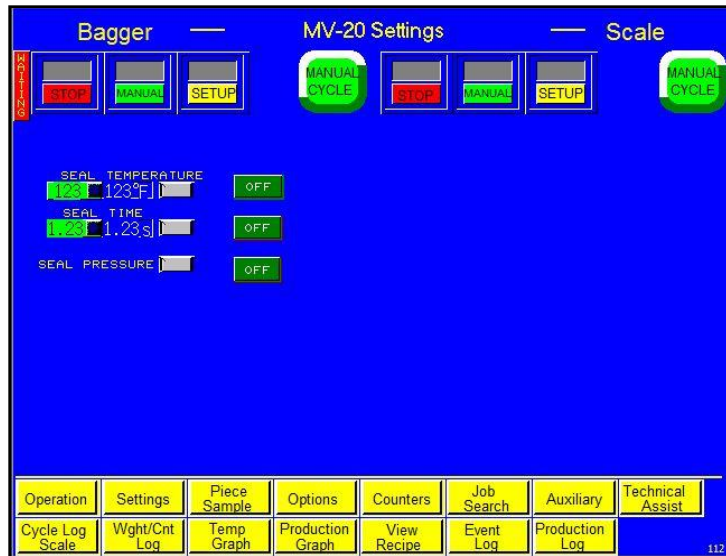 Bagger — MV-20 Settings — Scale
WAITING
STOP MANUAL SETUP MANUAL CYCLE STOP MANUAL SETUP MANUAL CYCLE
SEAL TEMPERATURE
123 123°F OFF
SEAL TIME
1.23 1.23s OFF
SEAL PRESSURE OFF
Operation Settings Piece Sample Options Counters Job Search Auxiliary Technical Assist
Cycle Log Scale Wght/Cnt Log Temp Graph Production Graph View Recipe Event Log Production Log
112